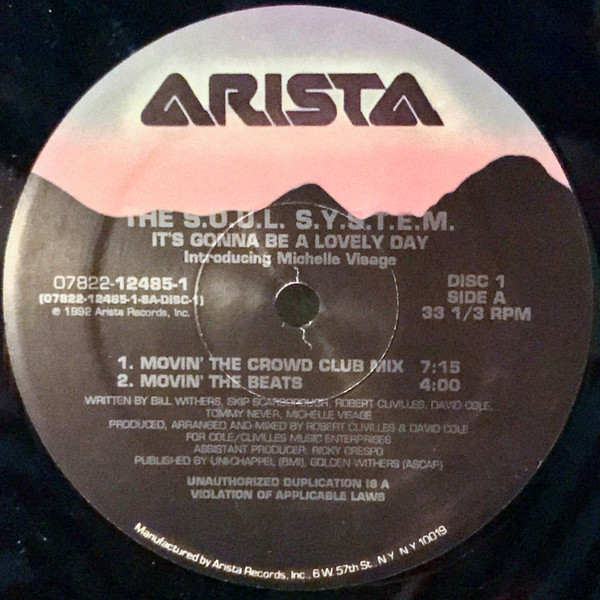 ARISTA
THE S.O.U.L. S.Y.S.T.E.M.
IT'S GONNA BE A LOVELY DAY
Introducing Michelle Visage
07822-12485-1
(07822-12485-1-SA-DISC-1)
℗ 1992 Arista Records, Inc.
DISC 1
SIDE A
33 1/3 RPM
1. MOVIN' THE CROWD CLUB MIX 7:15
2. MOVIN' THE BEATS 4:00
WRITTEN BY BILL WITHERS, SKIP SCARBOROUGH, ROBERT CLIVILLES, DAVID COLE,
TOMMY NEVER, MICHELLE VISAGE
PRODUCED, ARRANGED AND MIXED BY ROBERT CLIVILLES & DAVID COLE
FOR COLE/CLIVILLES MUSIC ENTERPRISES
ASSISTANT PRODUCER: RICKY CRESPO
PUBLISHED BY UNI-CHAPPEL (BMI), GOLDEN WITHERS (ASCAP)
UNAUTHORIZED DUPLICATION IS A
VIOLATION OF APPLICABLE LAWS
Manufactured by Arista Records, Inc., 6 W. 57th St., N.Y. N.Y. 10019